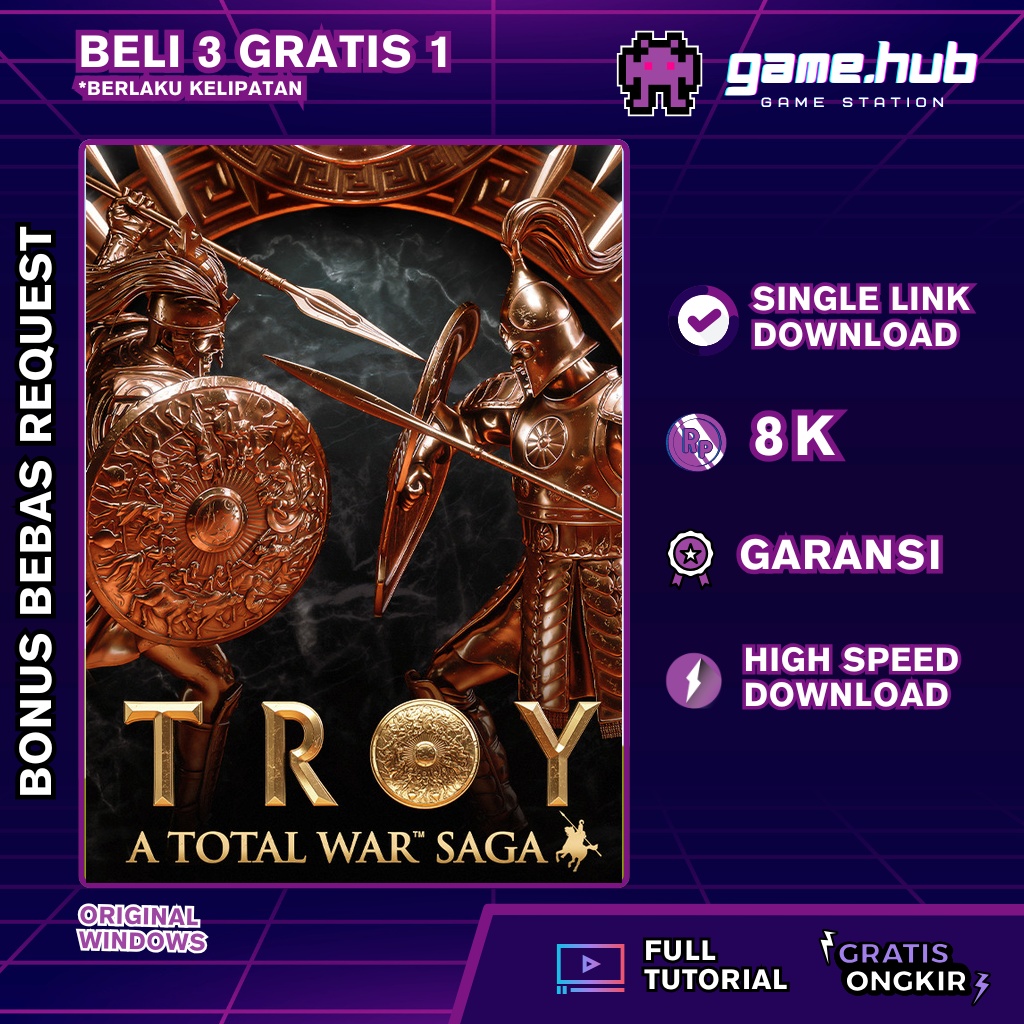 BELI 3 GRATIS 1
*BERLAKU KELIPATAN
game.hub
GAME STATION
BONUS BEBAS REQUEST
SINGLE LINK
DOWNLOAD
RP
8K
GARANSI
HIGH SPEED
DOWNLOAD
TROY
A TOTAL WAR™ SAGA
ORIGINAL
WINDOWS
FULL
TUTORIAL
GRATIS
ONGKIR